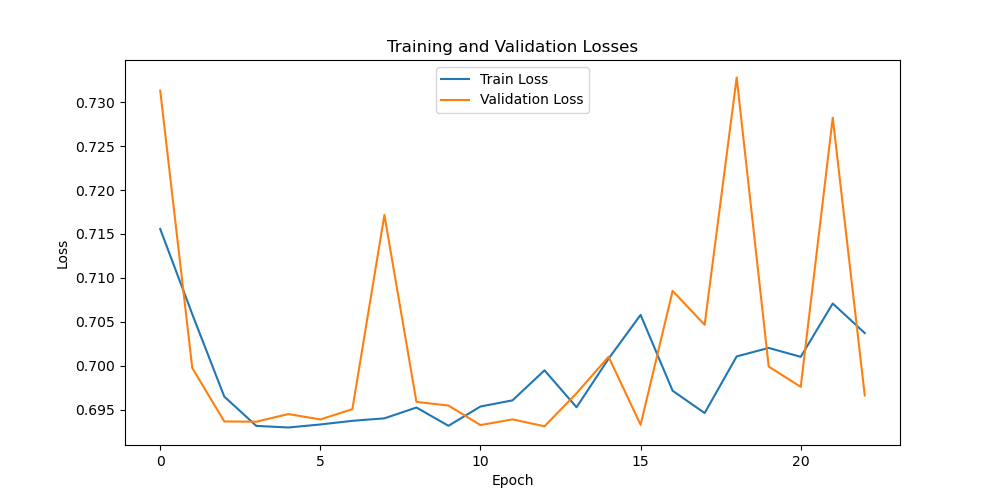 Training and Validation Losses
Train Loss
Validation Loss
0.730
0.725
0.720
0.715
0.710
0.705
0.700
0.695
Loss
0
5
10
15
20
Epoch